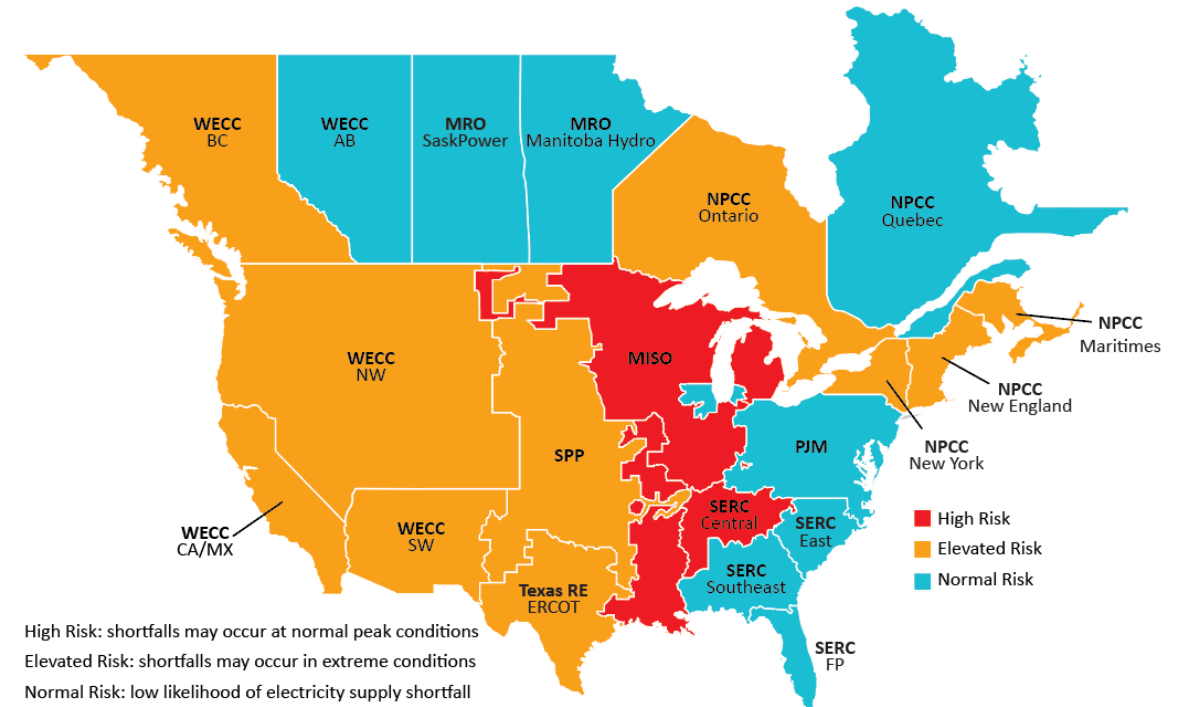 WECC
BC
WECC
AB
MRO
SaskPower
MRO
Manitoba Hydro
NPCC
Ontario
NPCC
Quebec
NPCC
Maritimes
WECC
NW
MISO
NPCC
New England
SPP
PJM
NPCC
New York
WECC
CA/MX
WECC
SW
SERC
Central
SERC
East
SERC
Southeast
Texas RE
ERCOT
SERC
FP
High Risk
Elevated Risk
Normal Risk
High Risk: shortfalls may occur at normal peak conditions
Elevated Risk: shortfalls may occur in extreme conditions
Normal Risk: low likelihood of electricity supply shortfall